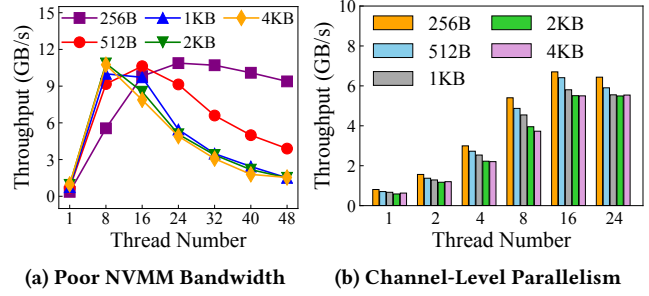 256B 1KB 4KB
512B 2KB
Throughput (GB/s)
15
12
9
6
3
0
1 8 16 24 32 40 48
Thread Number
(a) Poor NVMM Bandwidth
256B 2KB
512B 4KB
1KB
Throughput (GB/s)
10
8
6
4
2
0
1 2 4 8 16 24
Thread Number
(b) Channel-Level Parallelism